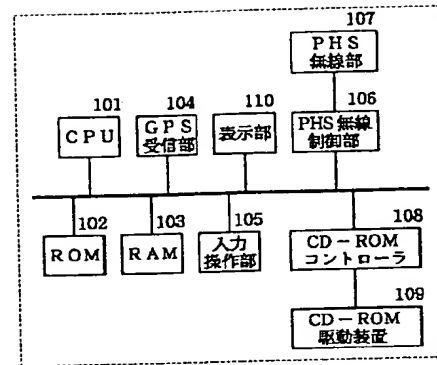 107
PHS
無線部
101
104
110
106
CPU
GPS
受信部
表示部
PHS無線
制御部
102
103
105
108
ROM
RAM
入力
操作部
CD-ROM
コントローラ
109
CD-ROM
駆動装置